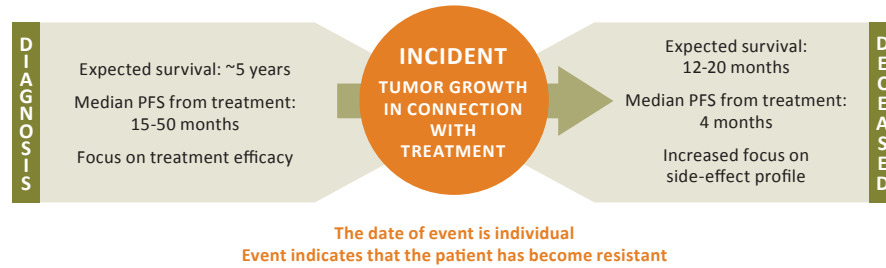 DIAGNOSIS
Expected survival: ~5 years
Median PFS from treatment:
15-50 months
Focus on treatment efficacy
INCIDENT
TUMOR GROWTH
IN CONNECTION
WITH
TREATMENT
Expected survival:
12-20 months
Median PFS from treatment:
4 months
Increased focus on
side-effect profile
DECEASED
The date of event is individual
Event indicates that the patient has become resistant